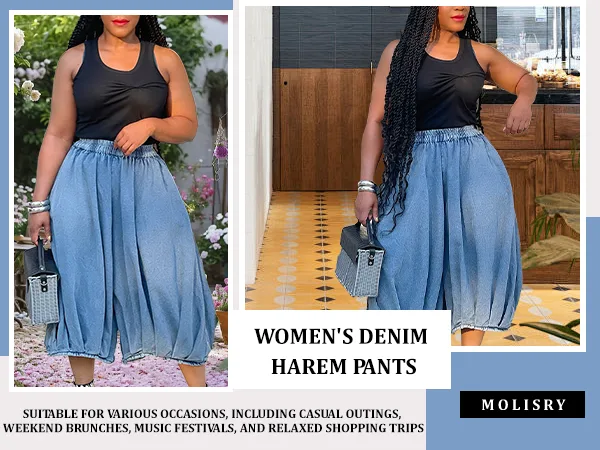 WOMEN'S DENIM
HAREM PANTS
MOLISRY
SUITABLE FOR VARIOUS OCCASIONS, INCLUDING CASUAL OUTINGS,
WEEKEND BRUNCHES, MUSIC FESTIVALS, AND RELAXED SHOPPING TRIPS